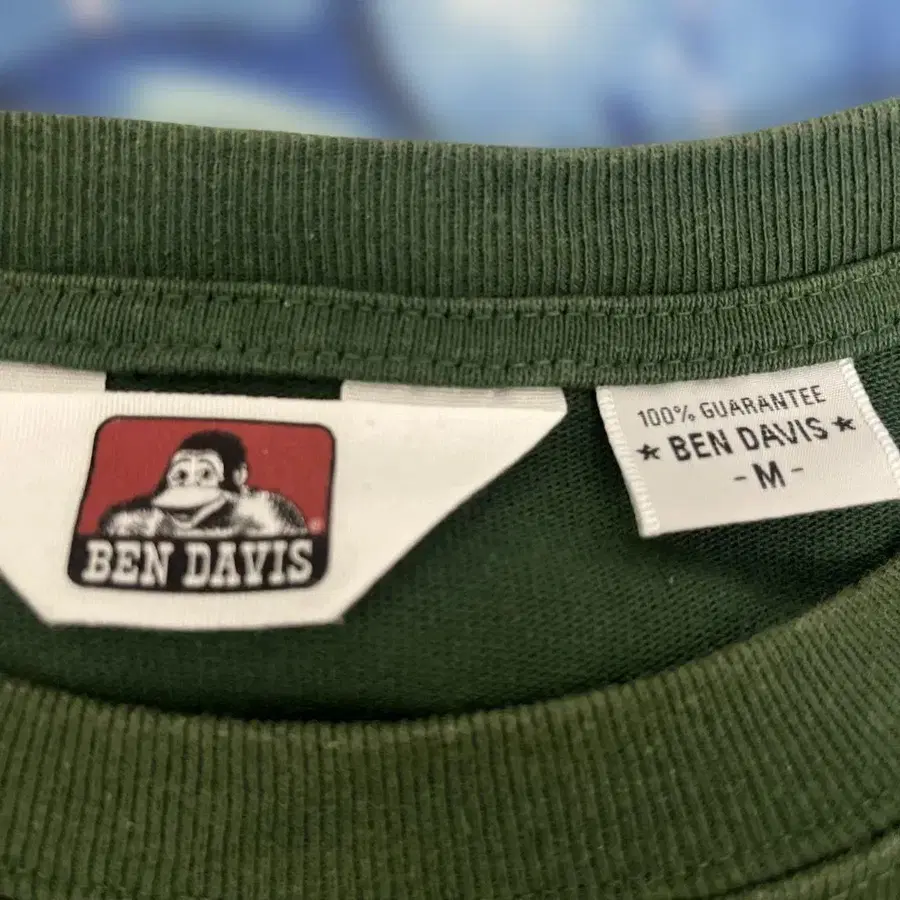 BEN DAVIS
100% GUARANTEE
★ BEN DAVIS ★
- M -